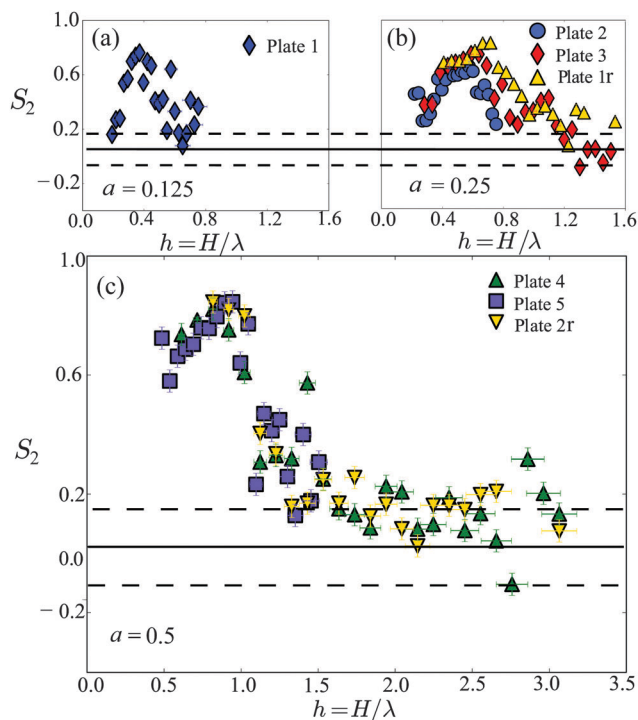 (a)
Plate 1
1.0
0.6
0.2
−0.2
S2
a = 0.125
0.0 0.4 0.8 1.2 1.6
h = H/λ
(b)
Plate 2
Plate 3
Plate 1r
a = 0.25
0.0 0.4 0.8 1.2 1.6
h = H/λ
(c)
Plate 4
Plate 5
Plate 2r
1.0
0.6
0.2
0.0
−0.2
S2
a = 0.5
0.0 0.5 1.0 1.5 2.0 2.5 3.0 3.5
h = H/λ